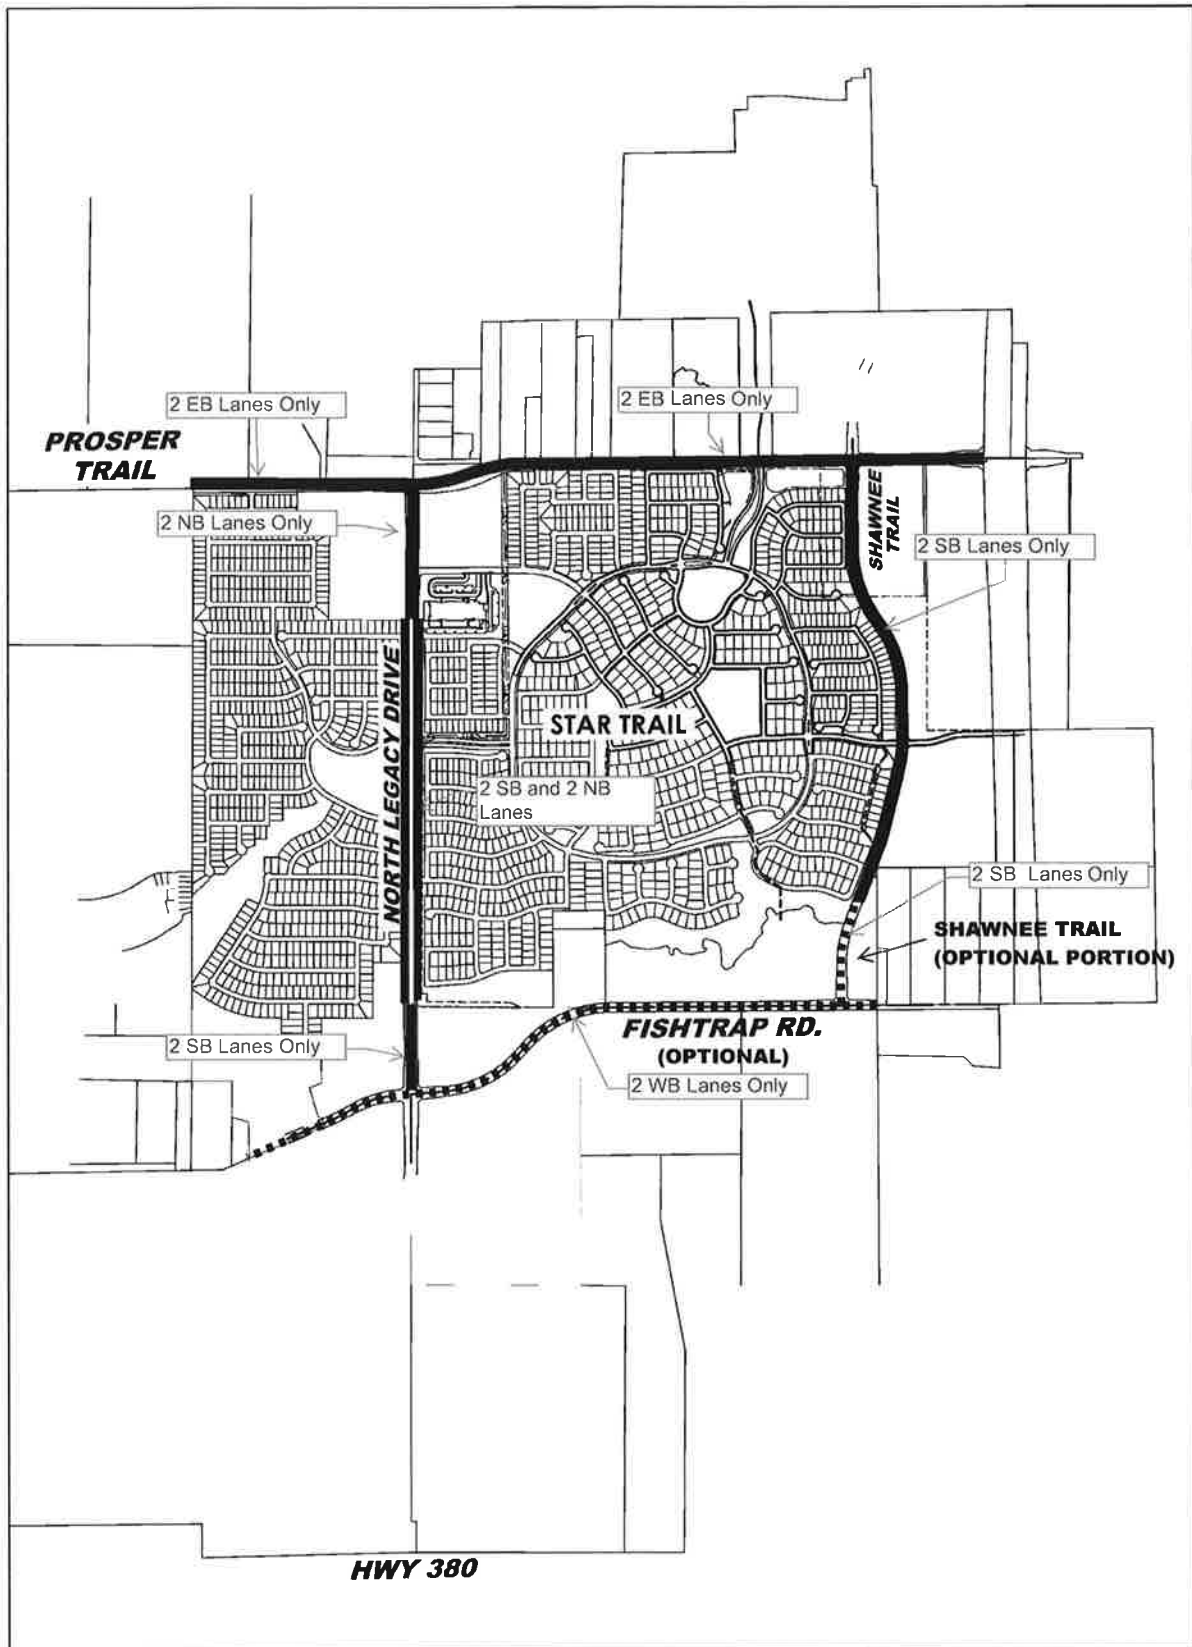 2 EB Lanes Only
2 EB Lanes Only
PROSPER
TRAIL
2 NB Lanes Only
SHAWNEE
TRAIL
2 SB Lanes Only
NORTH LEGACY DRIVE
STAR TRAIL
2 SB and 2 NB
Lanes
2 SB Lanes Only
SHAWNEE TRAIL
(OPTIONAL PORTION)
FISHTRAP RD.
(OPTIONAL)
2 SB Lanes Only
2 WB Lanes Only
HWY 380